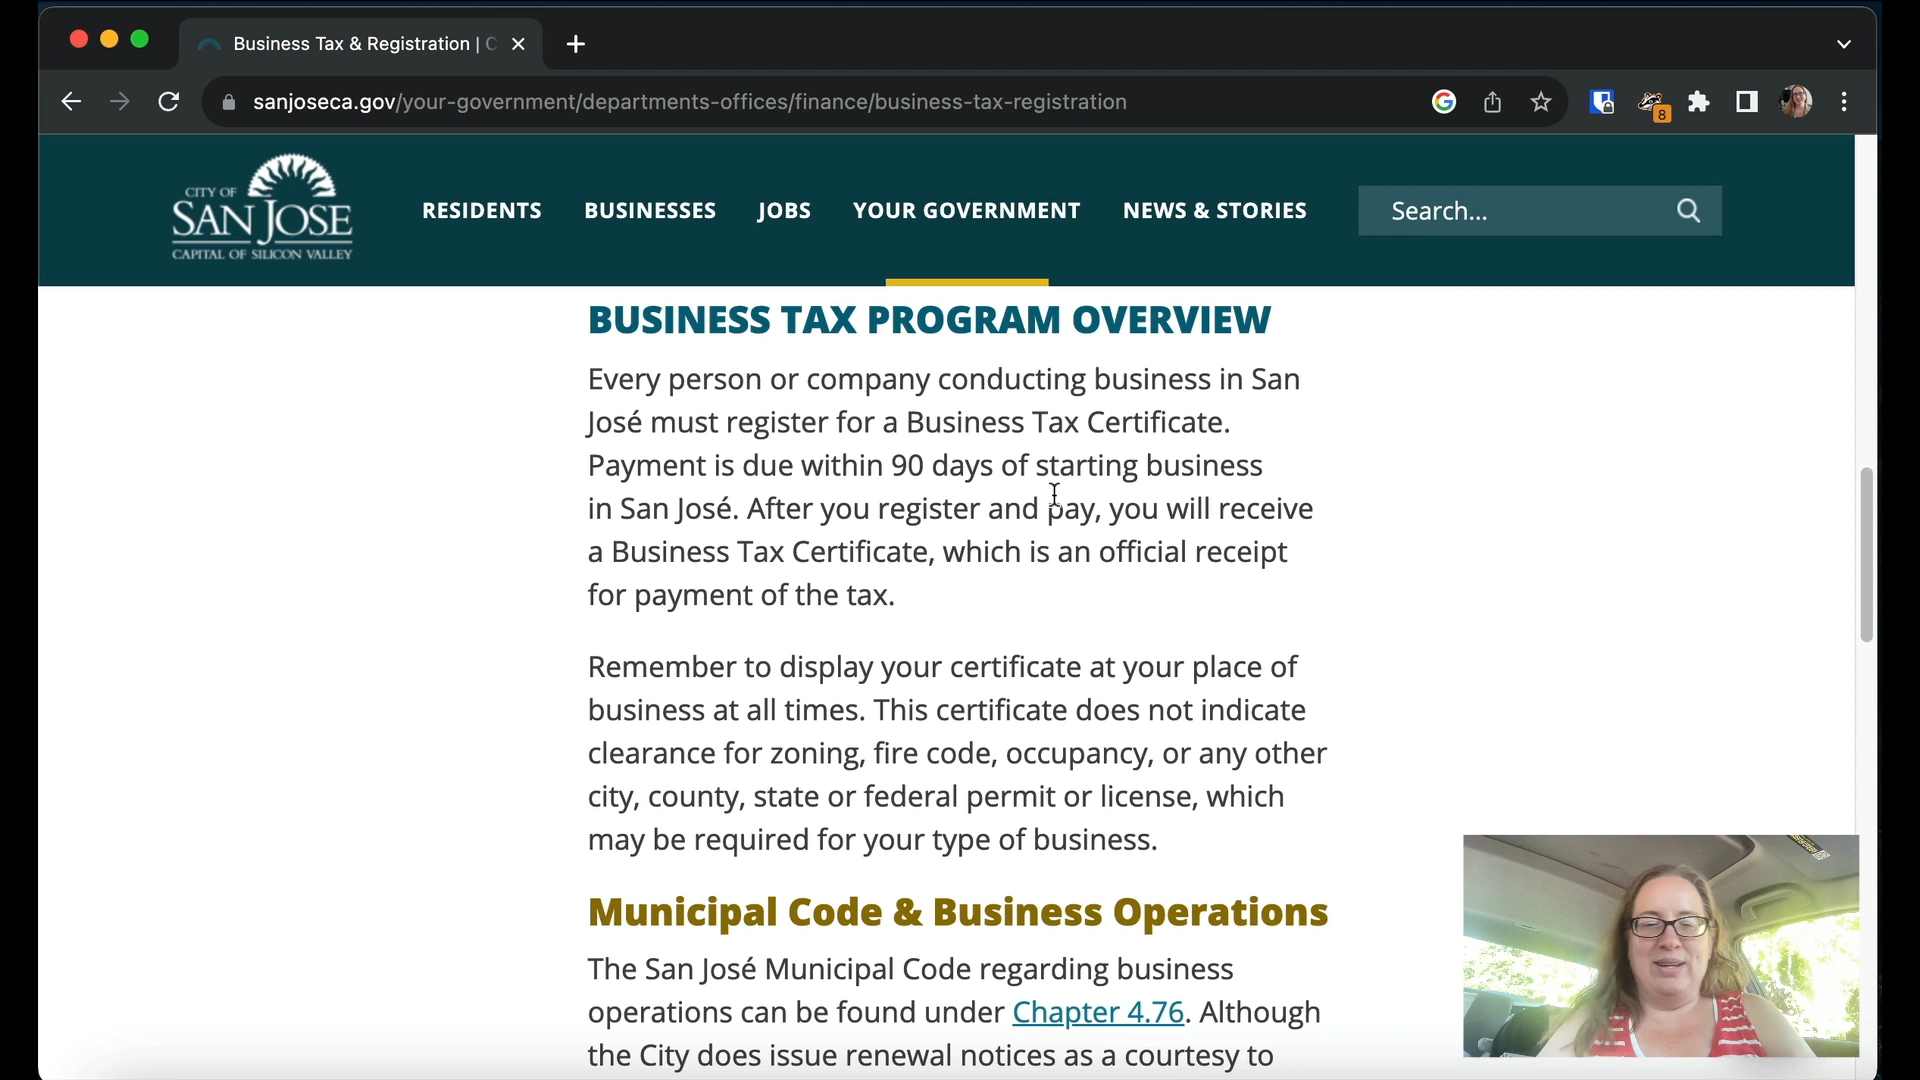 Business Tax & Registration | C
sanjoseca.gov/your-government/departments-offices/finance/business-tax-registration
8
CITY OF
SAN JOSE
CAPITAL OF SILICON VALLEY
RESIDENTS BUSINESSES JOBS YOUR GOVERNMENT NEWS & STORIES Search...
BUSINESS TAX PROGRAM OVERVIEW
Every person or company conducting business in San
José must register for a Business Tax Certificate.
Payment is due within 90 days of starting business
in San José. After you register and pay, you will receive
a Business Tax Certificate, which is an official receipt
for payment of the tax.
Remember to display your certificate at your place of
business at all times. This certificate does not indicate
clearance for zoning, fire code, occupancy, or any other
city, county, state or federal permit or license, which
may be required for your type of business.
Municipal Code & Business Operations
The San José Municipal Code regarding business
operations can be found under Chapter 4.76. Although
the City does issue renewal notices as a courtesy to